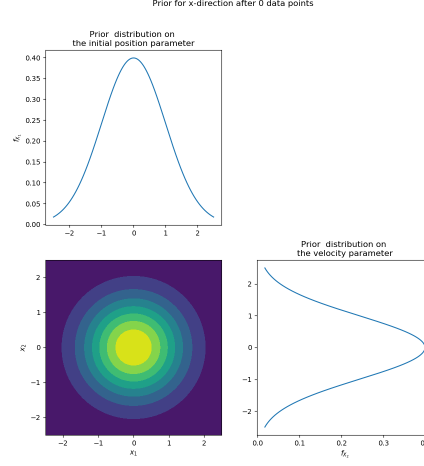 Prior for x-direction after 0 data points
Prior distribution on
the initial position parameter
0.40
0.35
0.30
0.25
0.20
0.15
0.10
0.05
0.00
fX1
−2 −1 0 1 2
Prior distribution on
the velocity parameter
2
1
0
−1
−2
x2
−2 −1 0 1 2
x1
2
1
0
−1
−2
0.0 0.1 0.2 0.3